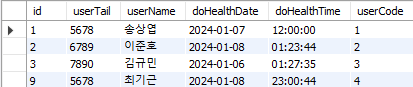 id userTail userName doHealthDate doHealthTime userCode
1 5678 송상엽 2024-01-07 12:00:00 1
2 6789 이준호 2024-01-08 01:23:44 2
3 7890 김규민 2024-01-06 01:27:35 3
9 5678 최기근 2024-01-08 23:00:44 4